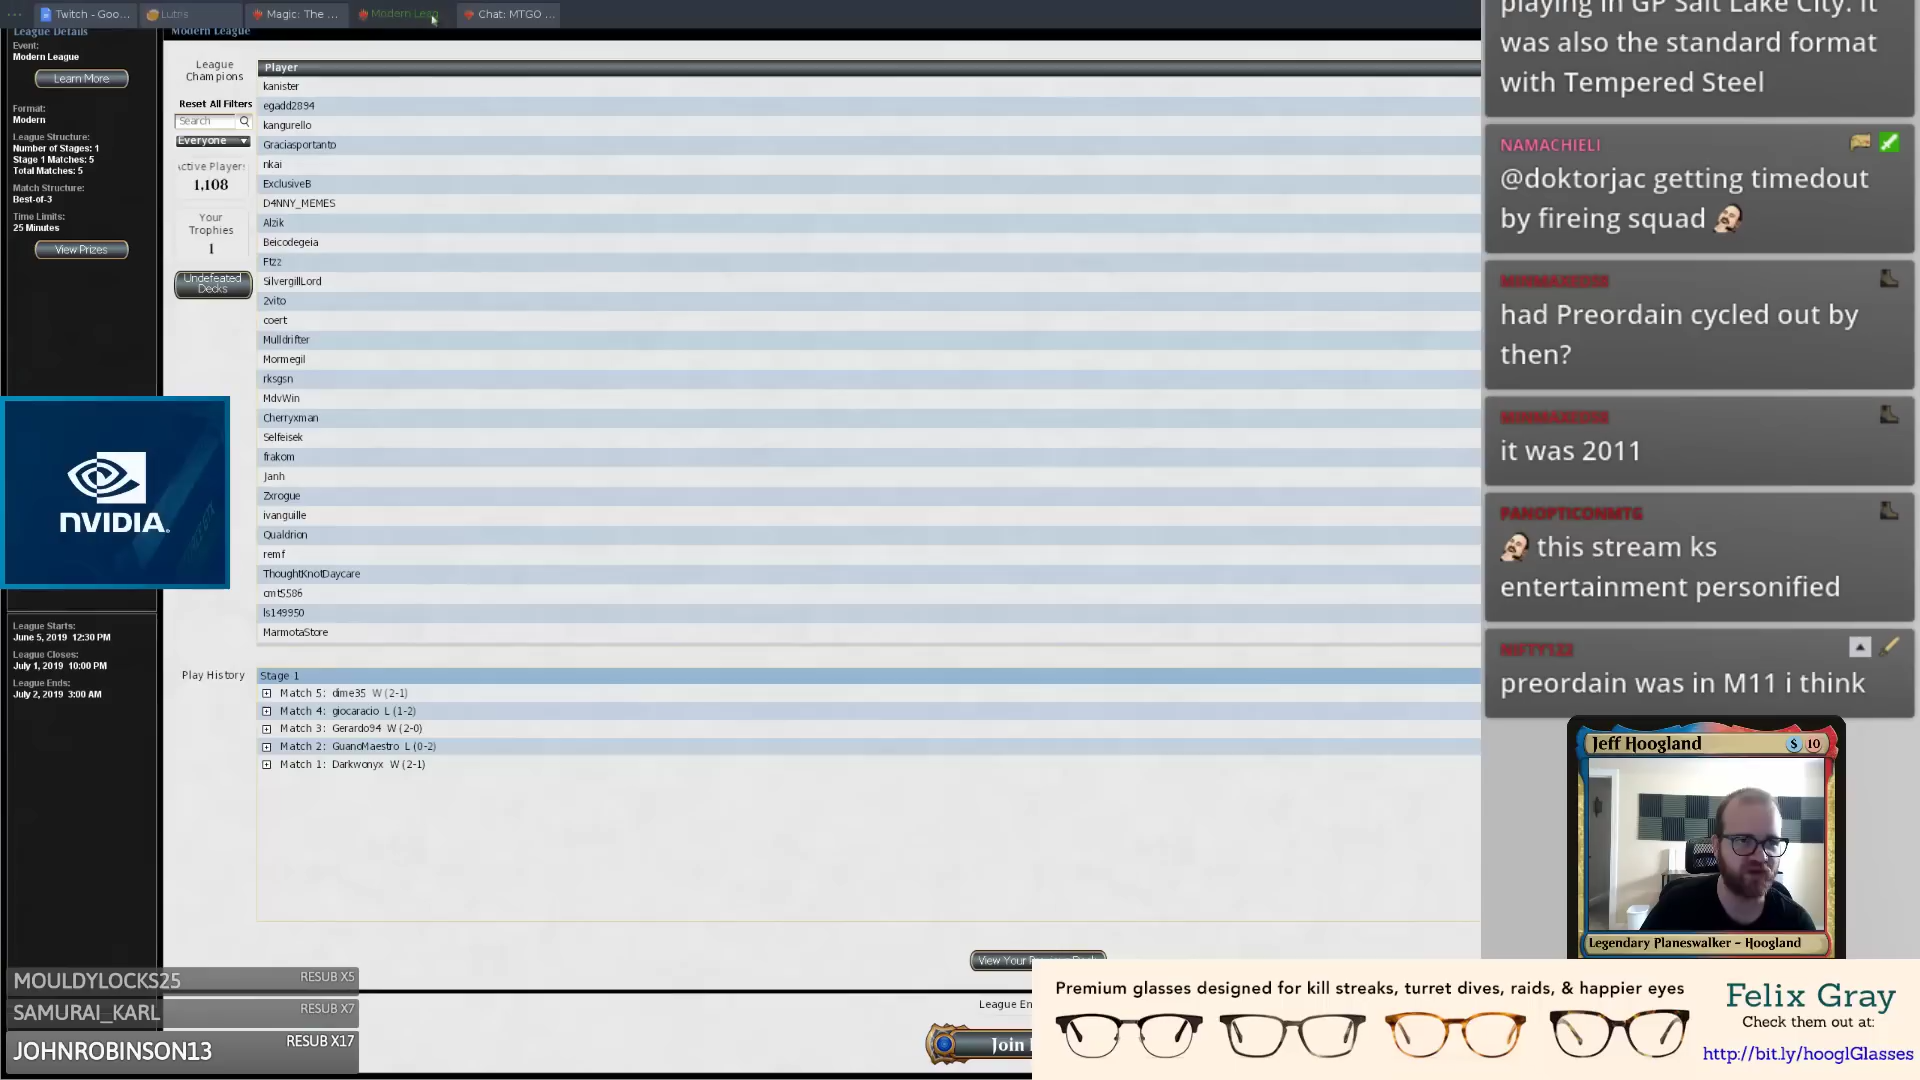 Twitch - Goo...
Lutris
Magic: The ...
Modern Leag
Chat: MTGO ...
League Details
Event:
Modern League
Learn More
Format:
Modern
League Structure:
Number of Stages: 1
Stage 1 Matches: 5
Total Matches: 5
Match Structure:
Best-of-3
Time Limits:
25 Minutes
View Prizes
NVIDIA.
League Starts:
June 5, 2019 12:30 PM
League Closes:
July 1, 2019 10:00 PM
League Ends:
July 2, 2019 3:00 AM
Modern League
League
Champions
Reset All Filters
Search
Everyone
Active Players
1,108
Your
Trophies
1
Undefeated
Decks
Player
kanister
egadd2894
kangurello
Graciasportanto
nkai
ExclusiveB
D4NNY_MEMES
Alzik
Beicodegeia
Ftzz
SilvergillLord
2vito
coert
Mulldrifter
Mormegil
rksgsn
MdvWin
Cherryxman
Selfeisek
frakom
Janh
Zxrogue
ivanguille
Qualdrion
remf
ThoughtKnotDaycare
cmt5586
ls149950
MarmotaStore
Play History
Stage 1
Match 5: dime35 W (2-1)
Match 4: giocaracio L (1-2)
Match 3: Gerardo94 W (2-0)
Match 2: GuanoMaestro L (0-2)
Match 1: Darkwonyx W (2-1)
View Your
League En
Join
MOULDYLOCKS25 RESUB X5
SAMURAI_KARL RESUB X7
JOHNROBINSON13 RESUB X17
playing in GP Salt Lake City. It
was also the standard format
with Tempered Steel
NAMACHIELI
@doktorjac getting timedout
by fireing squad
had Preordain cycled out by
then?
it was 2011
PANOPTICONMTG
this stream ks
entertainment personified
NIFTY122
preordain was in M11 i think
Jeff Hoogland $ 10
Legendary Planeswalker - Hoogland
Premium glasses designed for kill streaks, turret dives, raids, & happier eyes
Felix Gray
Check them out at:
http://bit.ly/hooglGlasses